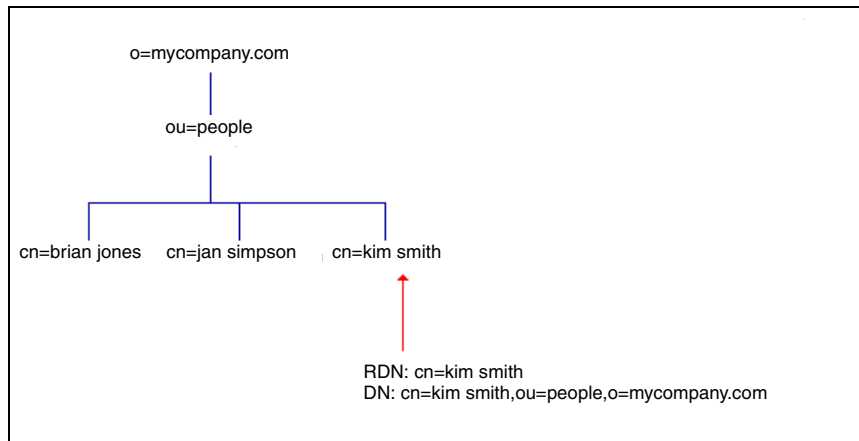 o=mycompany.com
ou=people
cn=brian jones
cn=jan simpson
cn=kim smith
RDN: cn=kim smith
DN: cn=kim smith,ou=people,o=mycompany.com